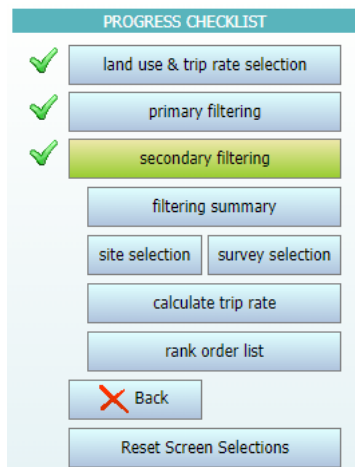 PROGRESS CHECKLIST
land use & trip rate selection
primary filtering
secondary filtering
filtering summary
site selection survey selection
calculate trip rate
rank order list
Back
Reset Screen Selections